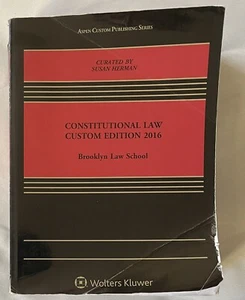 ASPEN CUSTOM PUBLISHING SERIES
CURATED BY
SUSAN HERMAN
CONSTITUTIONAL LAW
CUSTOM EDITION 2016
Brooklyn Law School
Wolters Kluwer